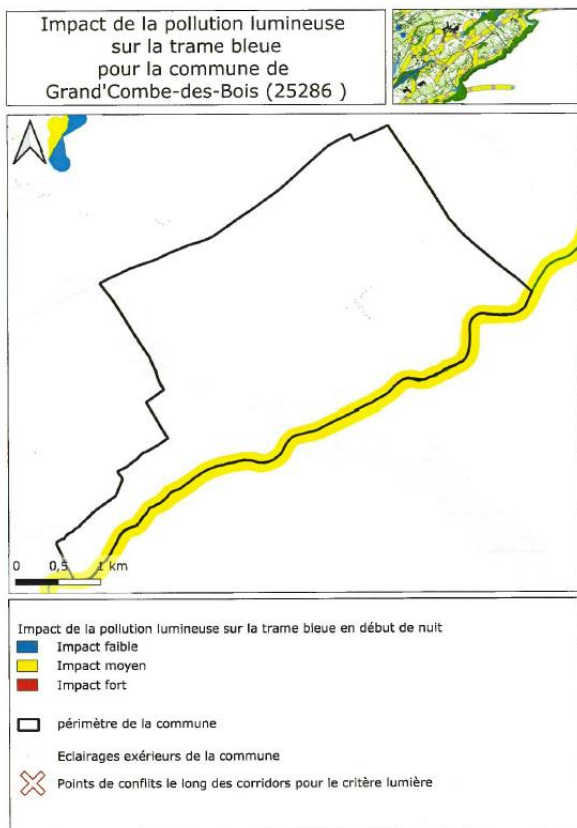 Impact de la pollution lumineuse
sur la trame bleue
pour la commune de
Grand'Combe-des-Bois (25286 )
0 0,5 1 km
Impact de la pollution lumineuse sur la trame bleue en début de nuit
Impact faible
Impact moyen
Impact fort
périmètre de la commune
Eclairages exérieurs de la commune
Points de conflits le long des corridors pour le critère lumière